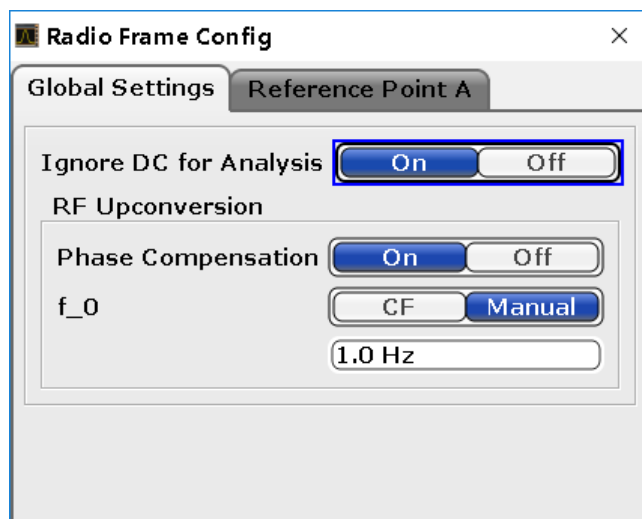 Radio Frame Config
Global Settings Reference Point A
Ignore DC for Analysis On Off
RF Upconversion
Phase Compensation On Off
f_0 CF Manual
1.0 Hz